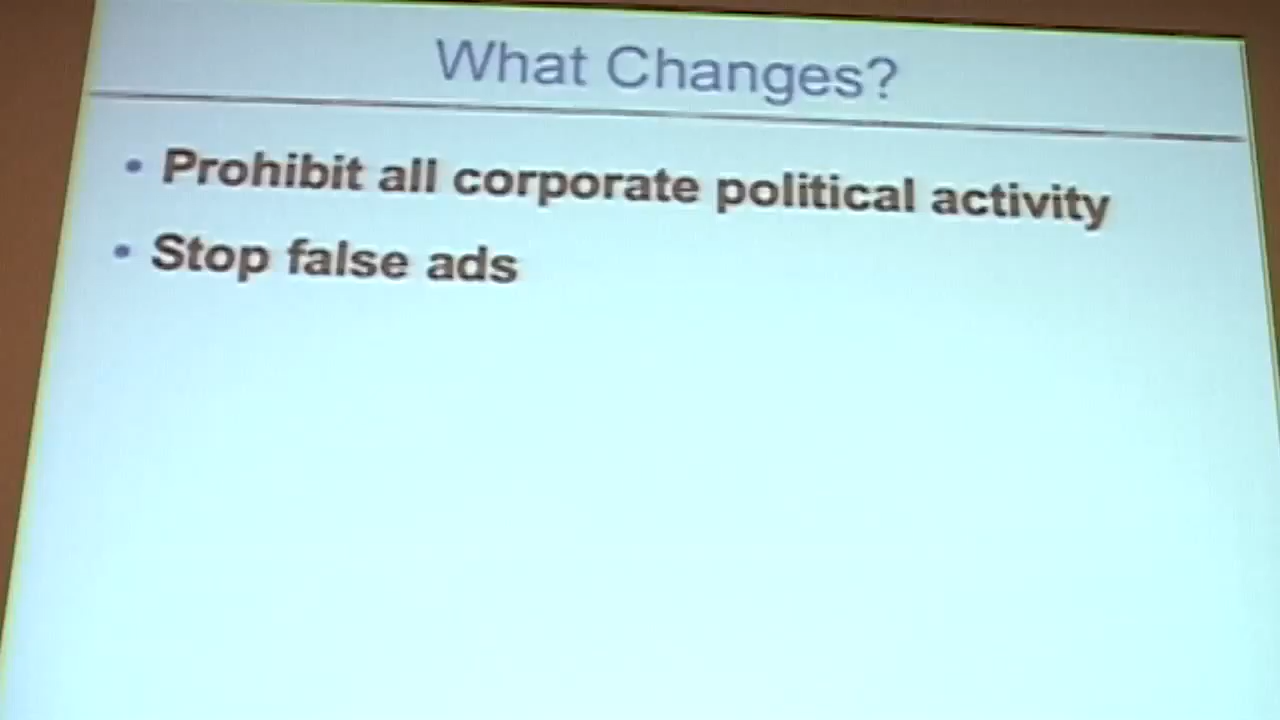 What Changes?
• Prohibit all corporate political activity
• Stop false ads